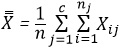 X̿ = 1/n ∑_{j=1}^{c} ∑_{i=1}^{n_j} X_{ij}